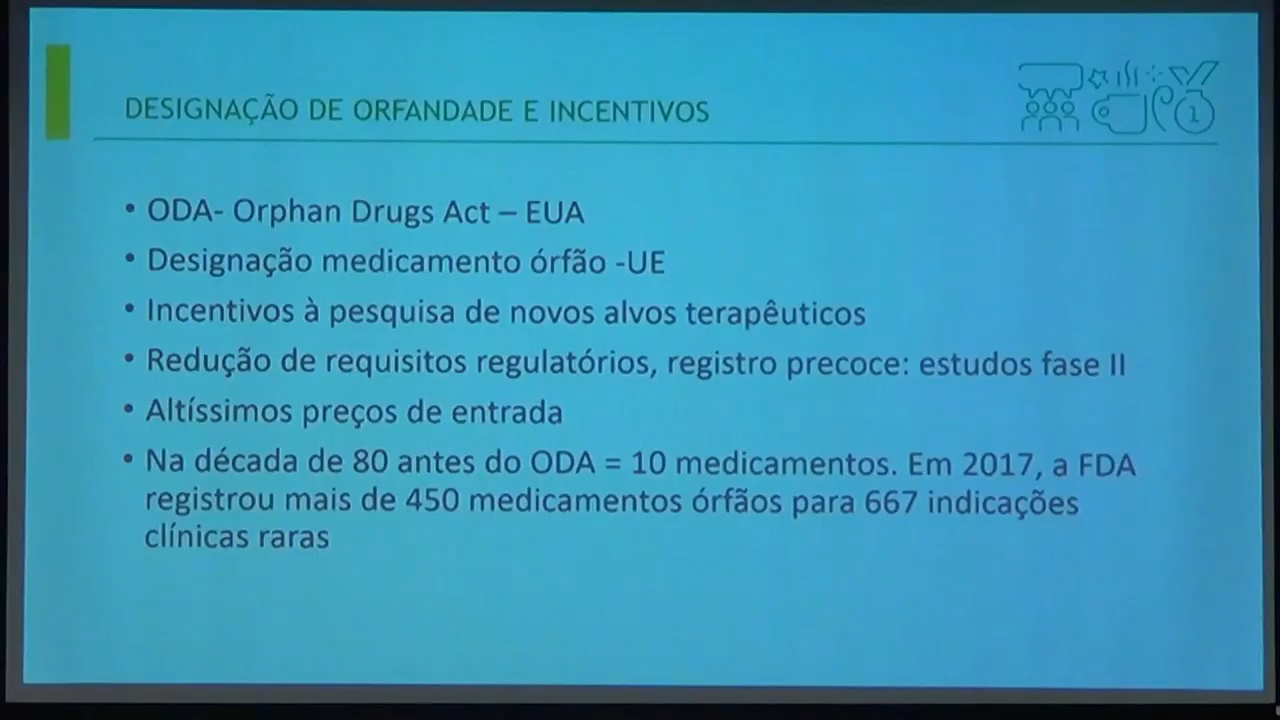 DESIGNAÇÃO DE ORFANDADE E INCENTIVOS
1
• ODA- Orphan Drugs Act – EUA
• Designação medicamento órfão -UE
• Incentivos à pesquisa de novos alvos terapêuticos
• Redução de requisitos regulatórios, registro precoce: estudos fase II
• Altíssimos preços de entrada
• Na década de 80 antes do ODA = 10 medicamentos. Em 2017, a FDA
registrou mais de 450 medicamentos órfãos para 667 indicações
clínicas raras